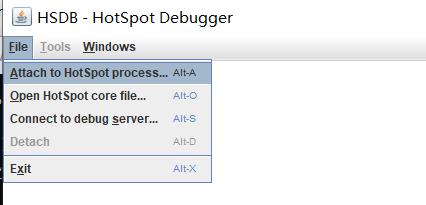 HSDB - HotSpot Debugger
File Tools Windows
Attach to HotSpot process... Alt-A
Open HotSpot core file... Alt-O
Connect to debug server... Alt-S
Detach Alt-D
Exit Alt-X